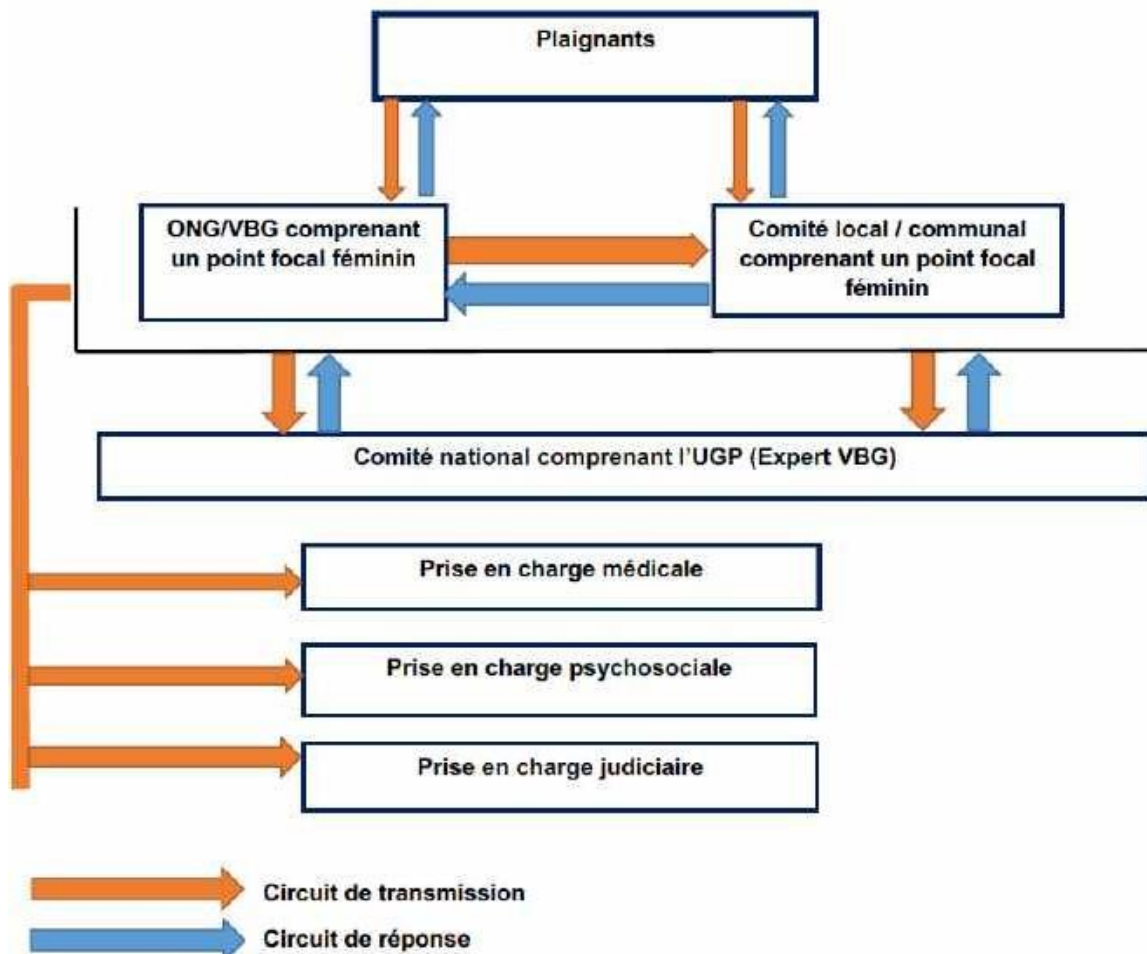 Plaignants
ONG/VBG comprenant
un point focal féminin
Comité local / communal
comprenant un point focal
féminin
Comité national comprenant l'UGP (Expert VBG)
Prise en charge médicale
Prise en charge psychosociale
Prise en charge judiciaire
Circuit de transmission
Circuit de réponse